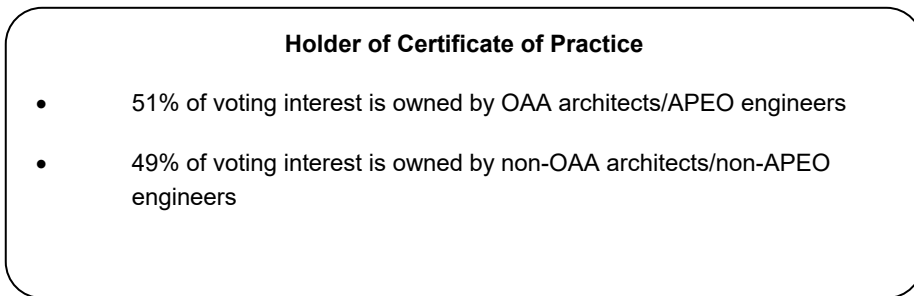 Holder of Certificate of Practice
• 51% of voting interest is owned by OAA architects/APEO engineers
• 49% of voting interest is owned by non-OAA architects/non-APEO
engineers